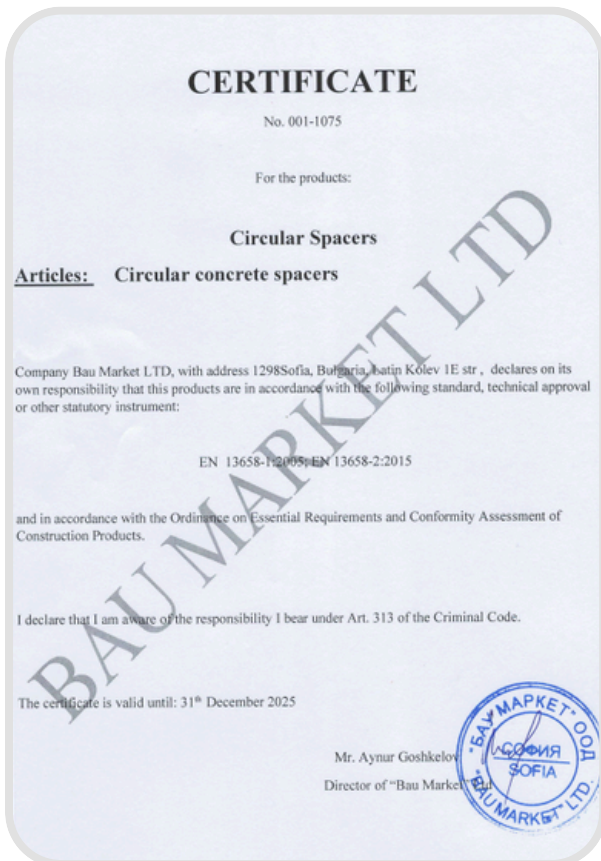 CERTIFICATE
No. 001-1075
For the products:
Circular Spacers
Articles: Circular concrete spacers
Company Bau Market LTD, with address 1298Sofia, Bulgaria, Latin Kolev 1E str , declares on its
own responsibility that this products are in accordance with the following standard, technical approval
or other statutory instrument:
EN 13658-1:2005; EN 13658-2:2015
and in accordance with the Ordinance on Essential Requirements and Conformity Assessment of
Construction Products.
I declare that I am aware of the responsibility I bear under Art. 313 of the Criminal Code.
The certificate is valid until: 31th December 2025
Mr. Aynur Goshkelov
Director of “Bau Market” Ltd
"БАУ МАРКЕТ" ООД
СОФИЯ
SOFIA
"BAU MARKET" LTD.
BAU MARKET LTD